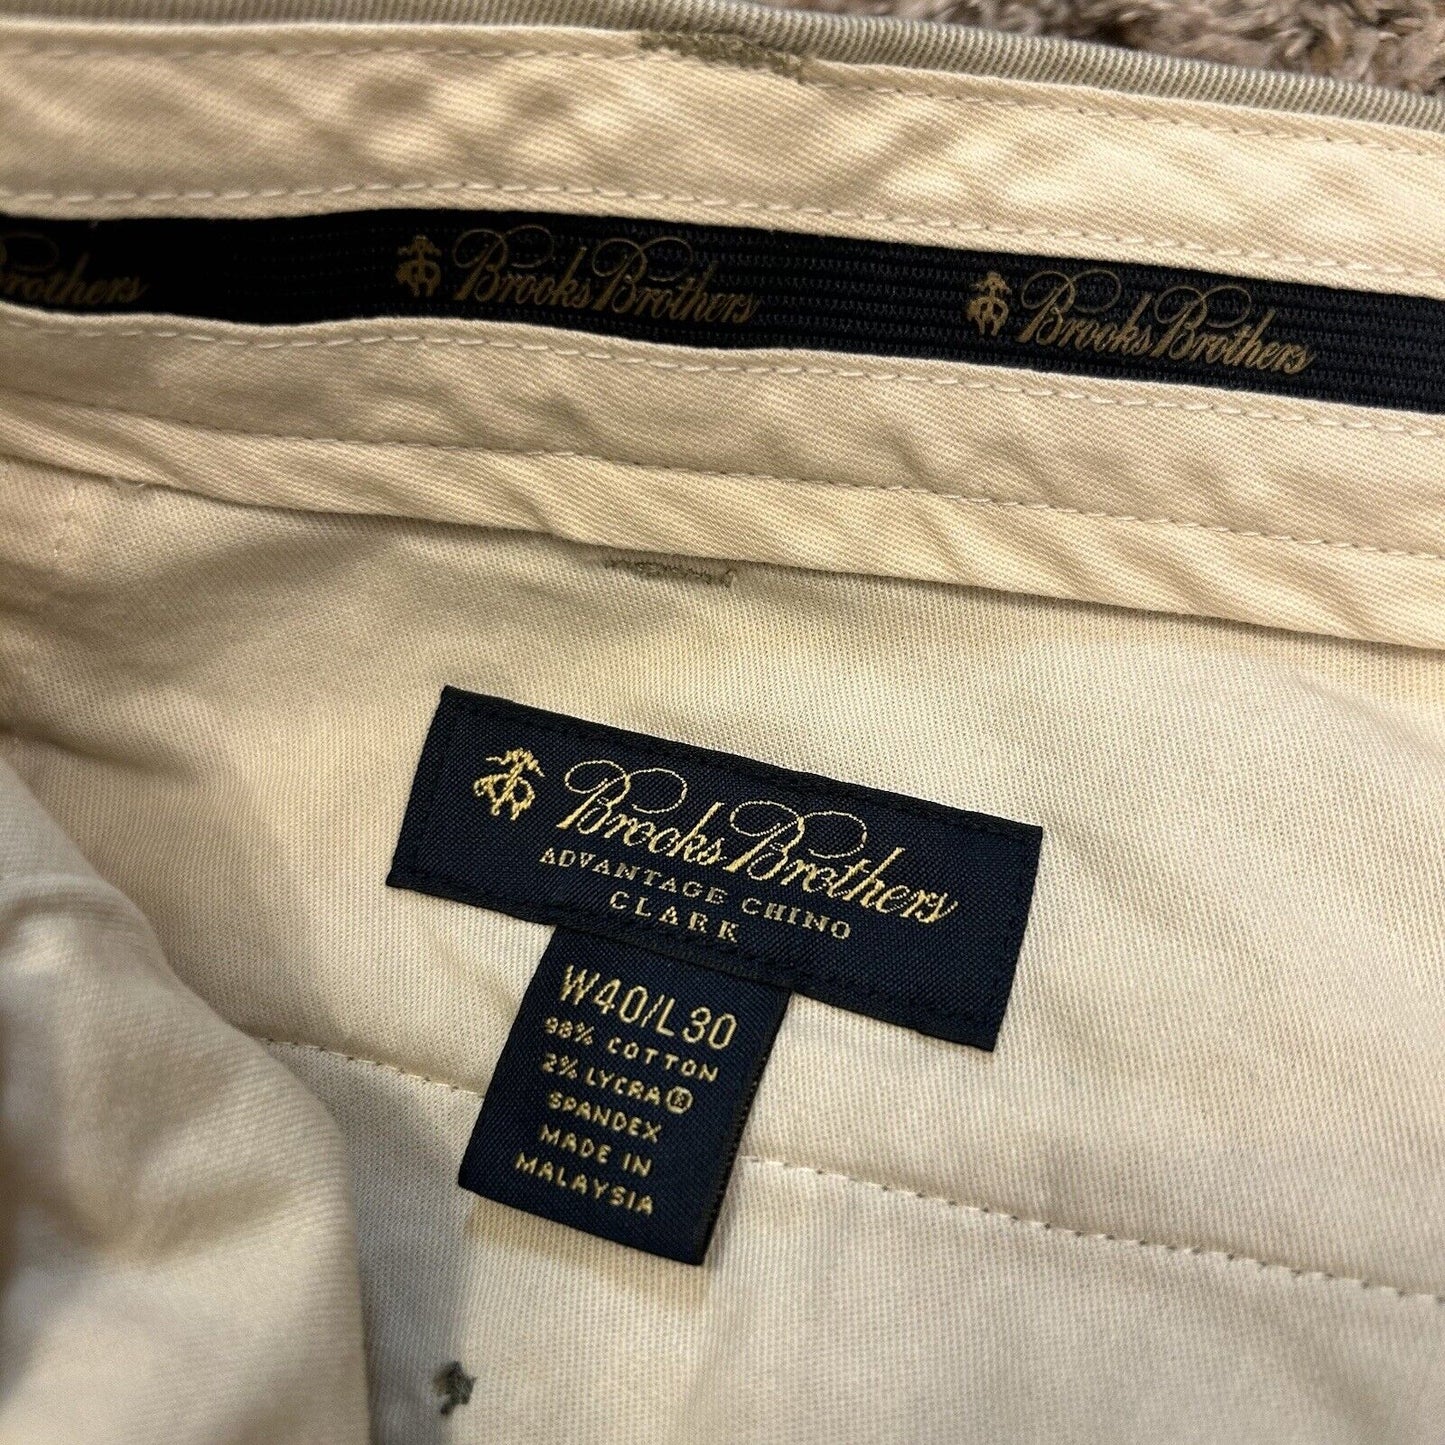 Brothers Brooks Brothers Brooks Brothers
Brooks Brothers
ADVANTAGE CHINO
CLARK
W40/L30
98% COTTON
2% LYCRA®
SPANDEX
MADE IN
MALAYSIA